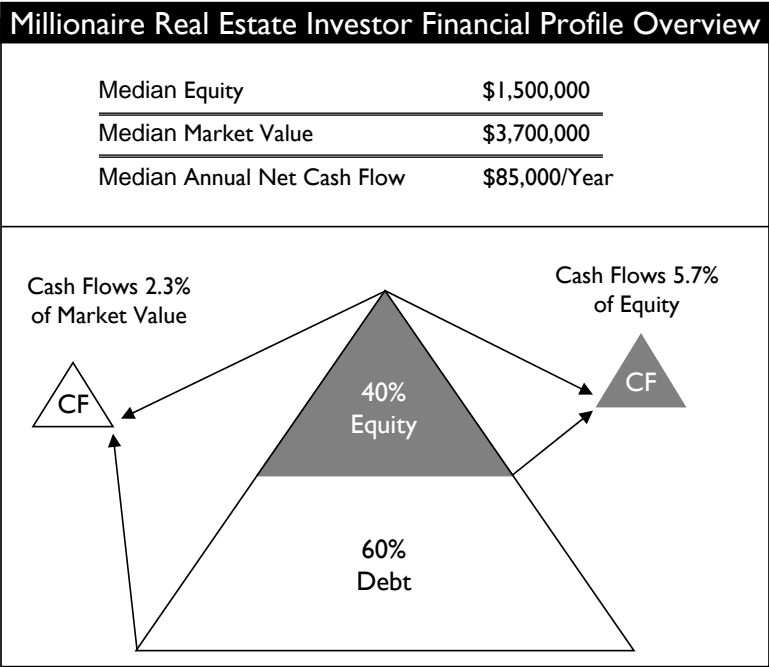 Millionaire Real Estate Investor Financial Profile Overview
Median Equity $1,500,000
Median Market Value $3,700,000
Median Annual Net Cash Flow $85,000/Year
Cash Flows 2.3%
of Market Value
Cash Flows 5.7%
of Equity
CF
CF
40%
Equity
60%
Debt